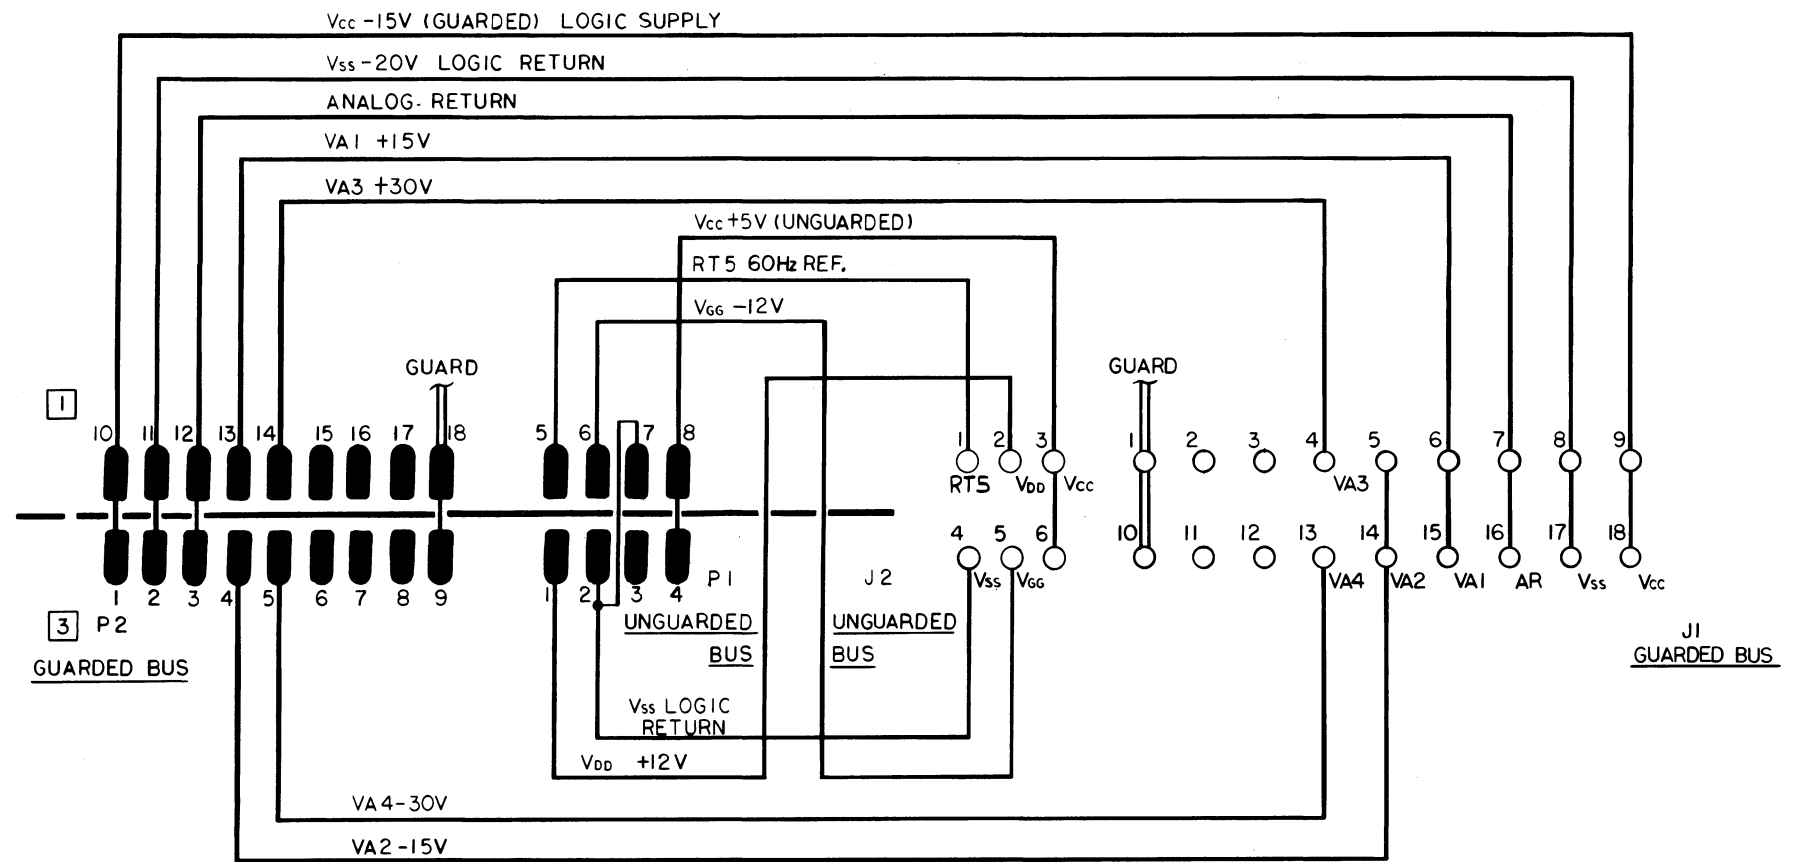 Vcc -15V (GUARDED) LOGIC SUPPLY
Vss -20V LOGIC RETURN
ANALOG- RETURN
VA1 +15V
VA3 +30V
Vcc +5V (UNGUARDED)
RT5 60Hz REF.
VGG -12V
GUARD
GUARD
1
10 11 12 13 14 15 16 17 18
5 6 7 8
1 2 3
1 2 3 4 5 6 7 8 9
RT5 VDD VCC
VA3
4 5 6
10 11 12 13 14 15 16 17 18
VSS VGG
VA4 VA2 VA1 AR Vss Vcc
1 2 3 4 5 6 7 8 9
1 2 3 4
P1
J2
3 P2
GUARDED BUS
UNGUARDED
BUS
UNGUARDED
BUS
J1
GUARDED BUS
Vss LOGIC
RETURN
VDD +12V
VA4-30V
VA2-15V